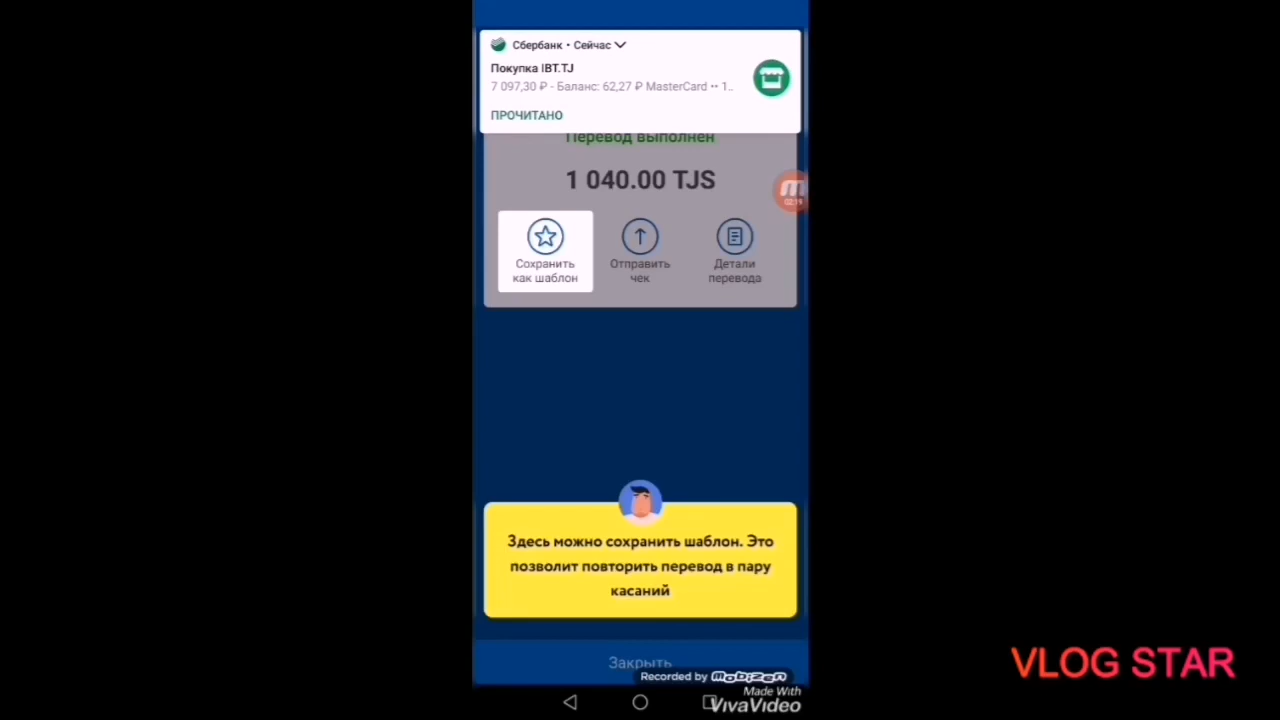 Сбербанк • Сейчас
Покупка IBT.TJ
7 097,30 ₽ - Баланс: 62,27 ₽ MasterCard •• 1..
ПРОЧИТАНО
Перевод выполнен
1 040.00 TJS
02:19
Сохранить как шаблон
Отправить чек
Детали перевода
Здесь можно сохранить шаблон. Это
позволит повторить перевод в пару
касаний
Закрыть
Recorded by mobizen
Made With
VivaVideo
VLOG STAR